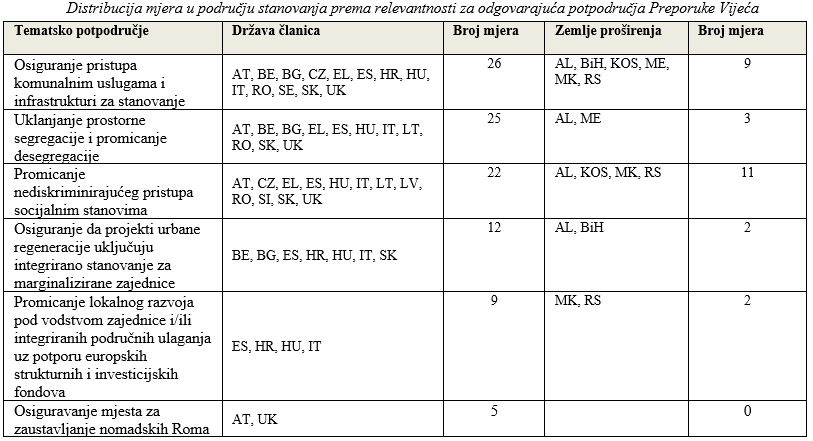 Distribucija mjera u području stanovanja prema relevantnosti za odgovarajuća potpodručja Preporuke Vijeća
Tematsko potpodručje
Država članica
Broj mjera
Zemlje proširenja
Broj mjera
Osiguranje pristupa
komunalnim uslugama i
infrastrukturi za stanovanje
AT, BE, BG, CZ, EL, ES, HR, HU,
IT, RO, SE, SK, UK
26
AL, BiH, KOS, ME,
MK, RS
9
Uklanjanje prostorne
segregacije i promicanje
desegregacije
AT, BE, BG, EL, ES, HU, IT, LT,
RO, SK, UK
25
AL, ME
3
Promicanje
nediskriminirajućeg pristupa
socijalnim stanovima
AT, CZ, EL, ES, HU, IT, LT, LV,
RO, SI, SK, UK
22
AL, KOS, MK, RS
11
Osiguranje da projekti urbane
regeneracije uključuju
integrirano stanovanje za
marginalizirane zajednice
BE, BG, ES, HR, HU, IT, SK
12
AL, BiH
2
Promicanje lokalnog razvoja
pod vodstvom zajednice i/ili
integriranih područnih ulaganja
uz potporu europskih
strukturnih i investicijskih
fondova
ES, HR, HU, IT
9
MK, RS
2
Osiguravanje mjesta za
zaustavljanje nomadskih Roma
AT, UK
5
0